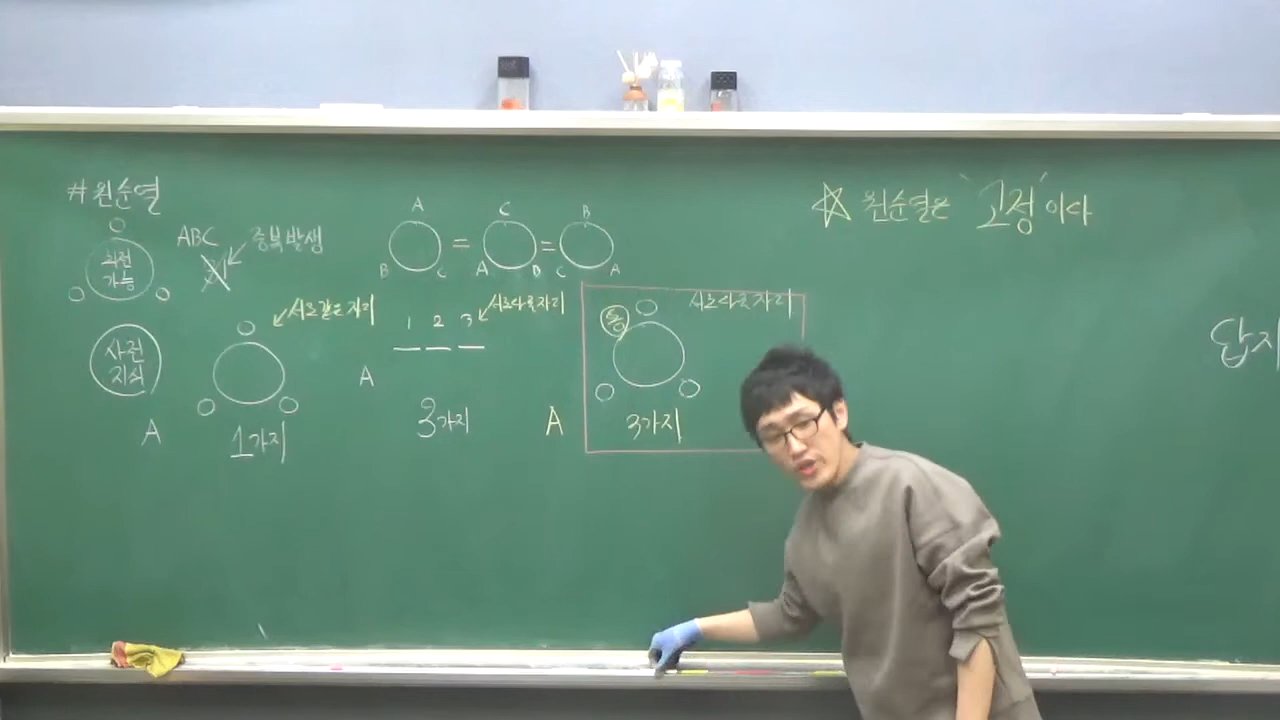 #원순열
회전
가능
ABC
3!
중복발생
A
B C
=
C
A B
=
B
C A
사전
지식
A
서로같은자리
1가지
A
서로다른자리
1 2 3
3가지
A
서로다른자리
3가지
☆ 원순열은 '고정'이다
답지